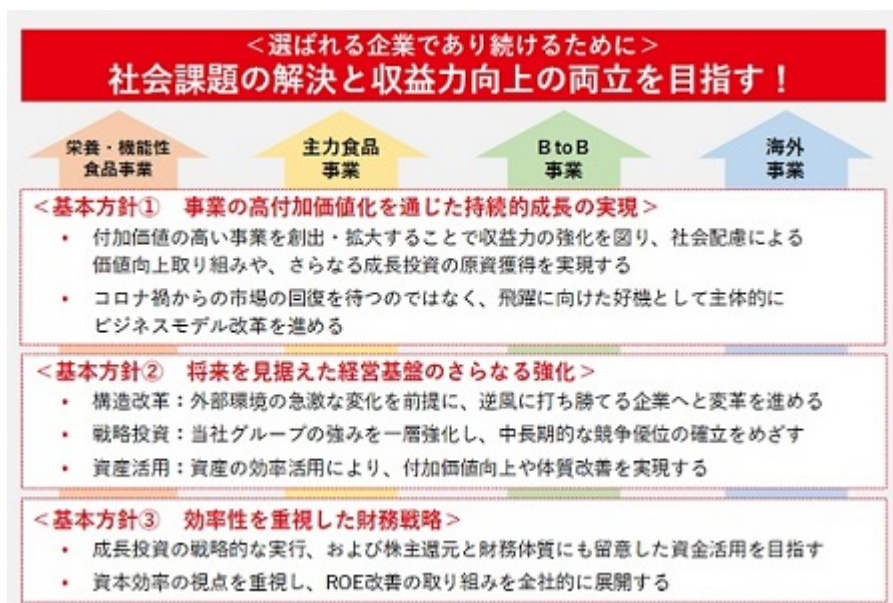 ＜選ばれる企業であり続けるために＞
社会課題の解決と収益力向上の両立を目指す！
栄養・機能性
食品事業
主力食品
事業
BtoB
事業
海外
事業
＜基本方針① 事業の高付加価値化を通じた持続的成長の実現＞
• 付加価値の高い事業を創出・拡大することで収益力の強化を図り、社会配慮による
価値向上取り組みや、さらなる成長投資の原資獲得を実現する
• コロナ禍からの市場の回復を待つのではなく、飛躍に向けた好機として主体的に
ビジネスモデル改革を進める
＜基本方針② 将来を見据えた経営基盤のさらなる強化＞
• 構造改革：外部環境の急激な変化を前提に、逆風に打ち勝てる企業へと変革を進める
• 戦略投資：当社グループの強みを一層強化し、中長期的な競争優位の確立をめざす
• 資産活用：資産の効率活用により、付加価値向上や体質改善を実現する
＜基本方針③ 効率性を重視した財務戦略＞
• 成長投資の戦略的な実行、および株主還元と財務体質にも留意した資金活用を目指す
• 資本効率の視点を重視し、ROE改善の取り組みを全社的に展開する